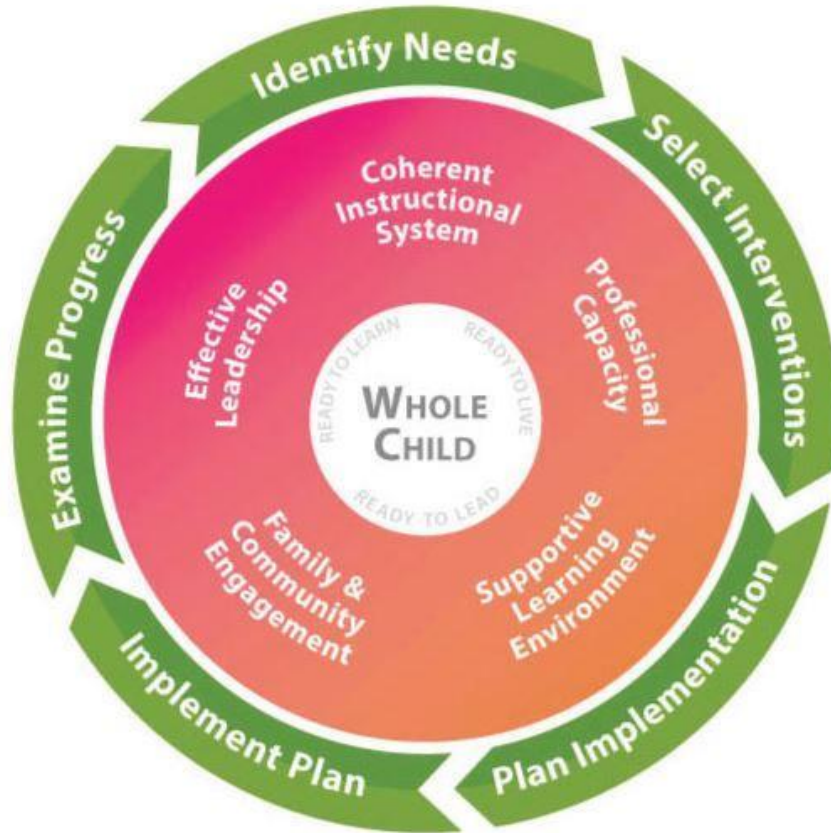 Identify Needs
Select Interventions
Plan Implementation
Implement Plan
Examine Progress
Coherent
Instructional
System
Professional
Capacity
Supportive
Learning
Environment
Family &
Community
Engagement
Effective
Leadership
READY TO LEARN
READY TO LIVE
READY TO LEAD
WHOLE
CHILD